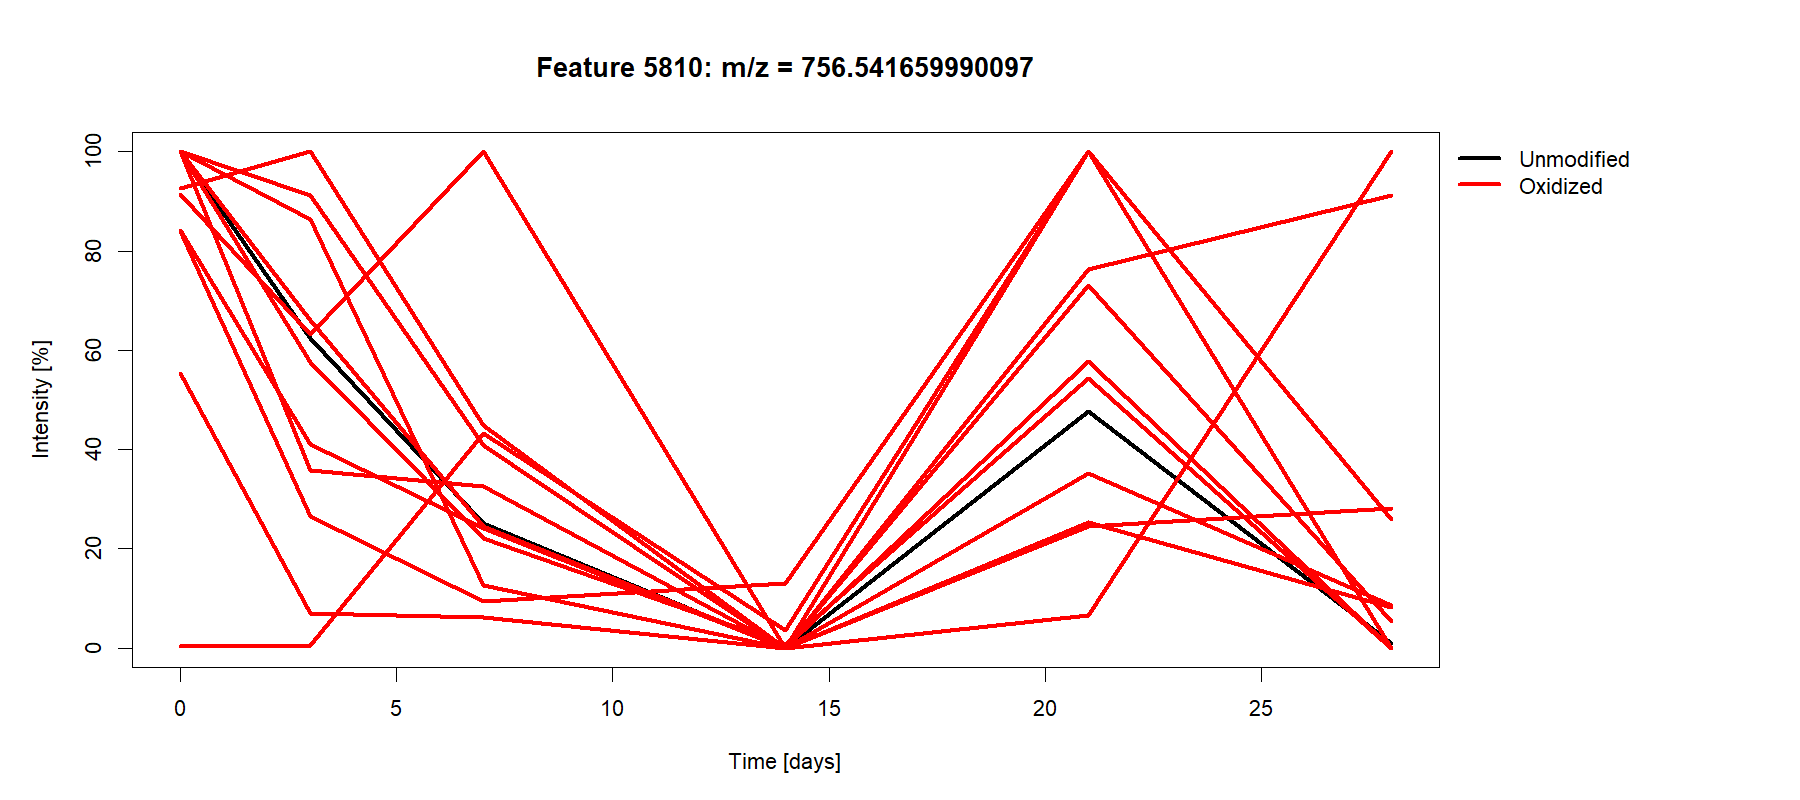 Feature 5810: m/z = 756.541659990097
Unmodified
Oxidized
Intensity [%]
100
80
60
40
20
0
0 5 10 15 20 25
Time [days]